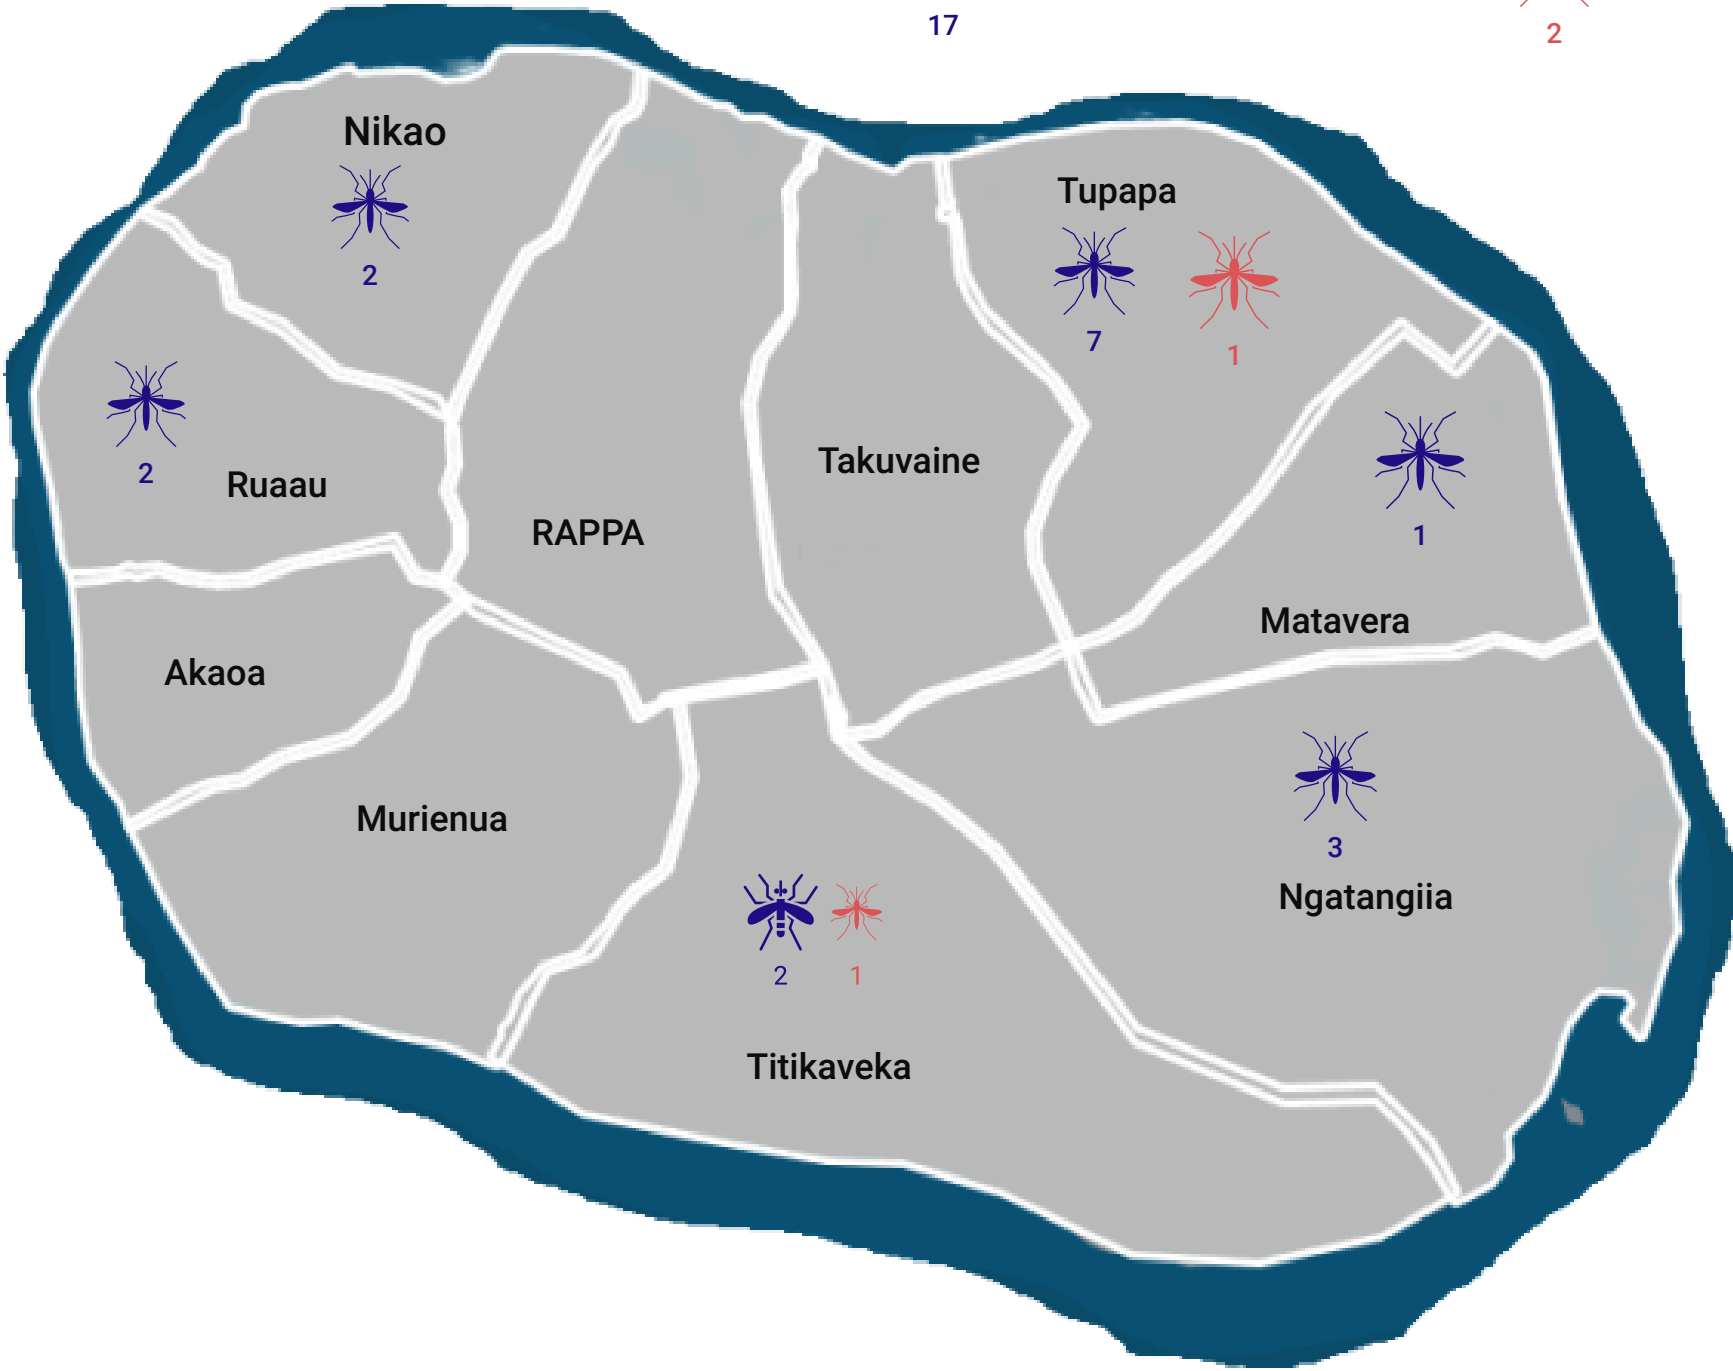 17
2
Nikao
2
Tupapa
7
1
2
Ruaau
RAPPA
Takuvaine
1
Matavera
Akaoa
Murienua
3
Ngatangiia
2
1
Titikaveka